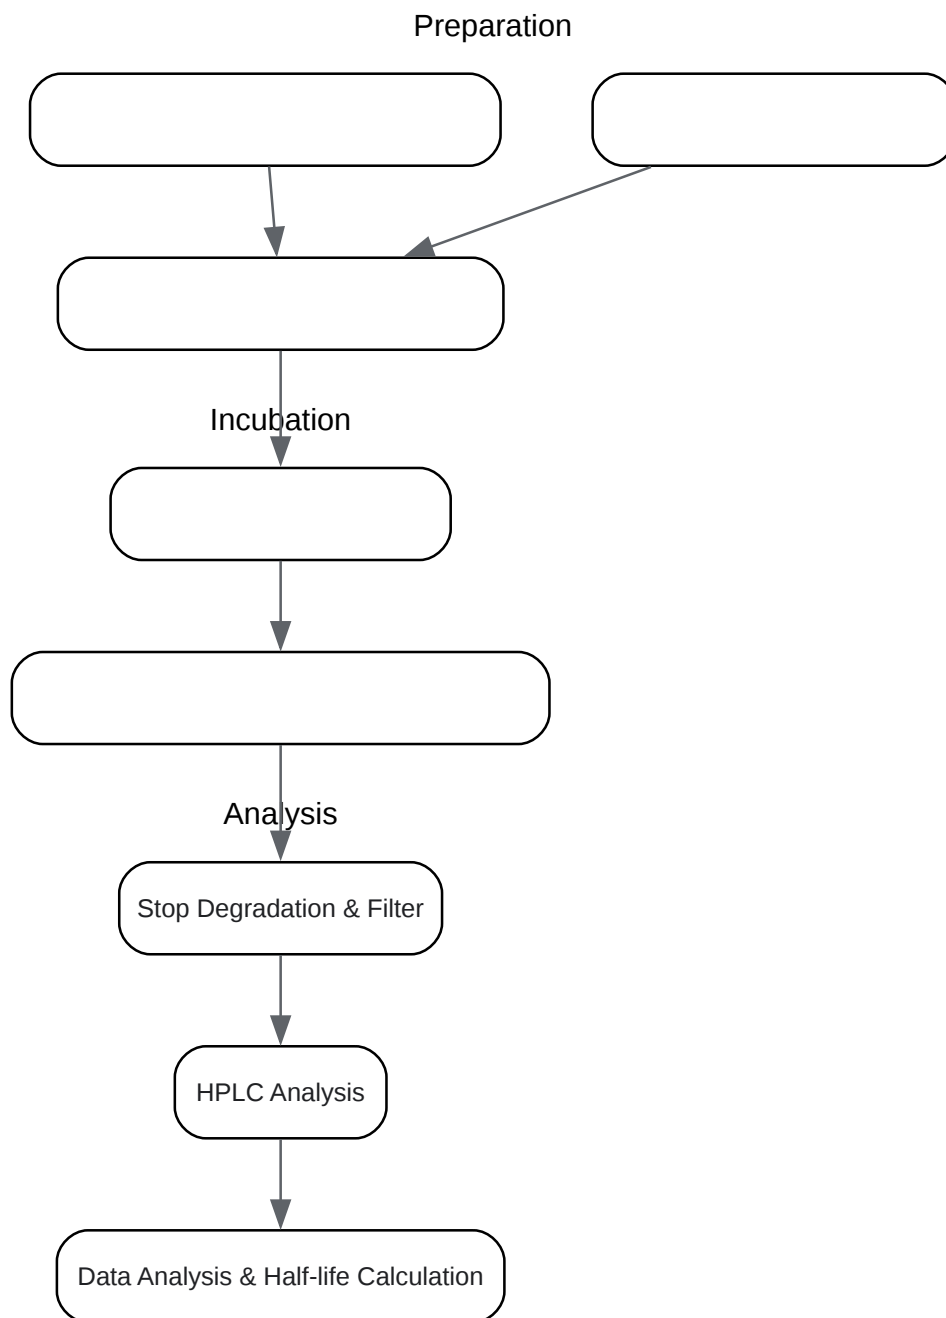 Preparation
Incubation
Analysis
Stop Degradation & Filter
HPLC Analysis
Data Analysis & Half-life Calculation